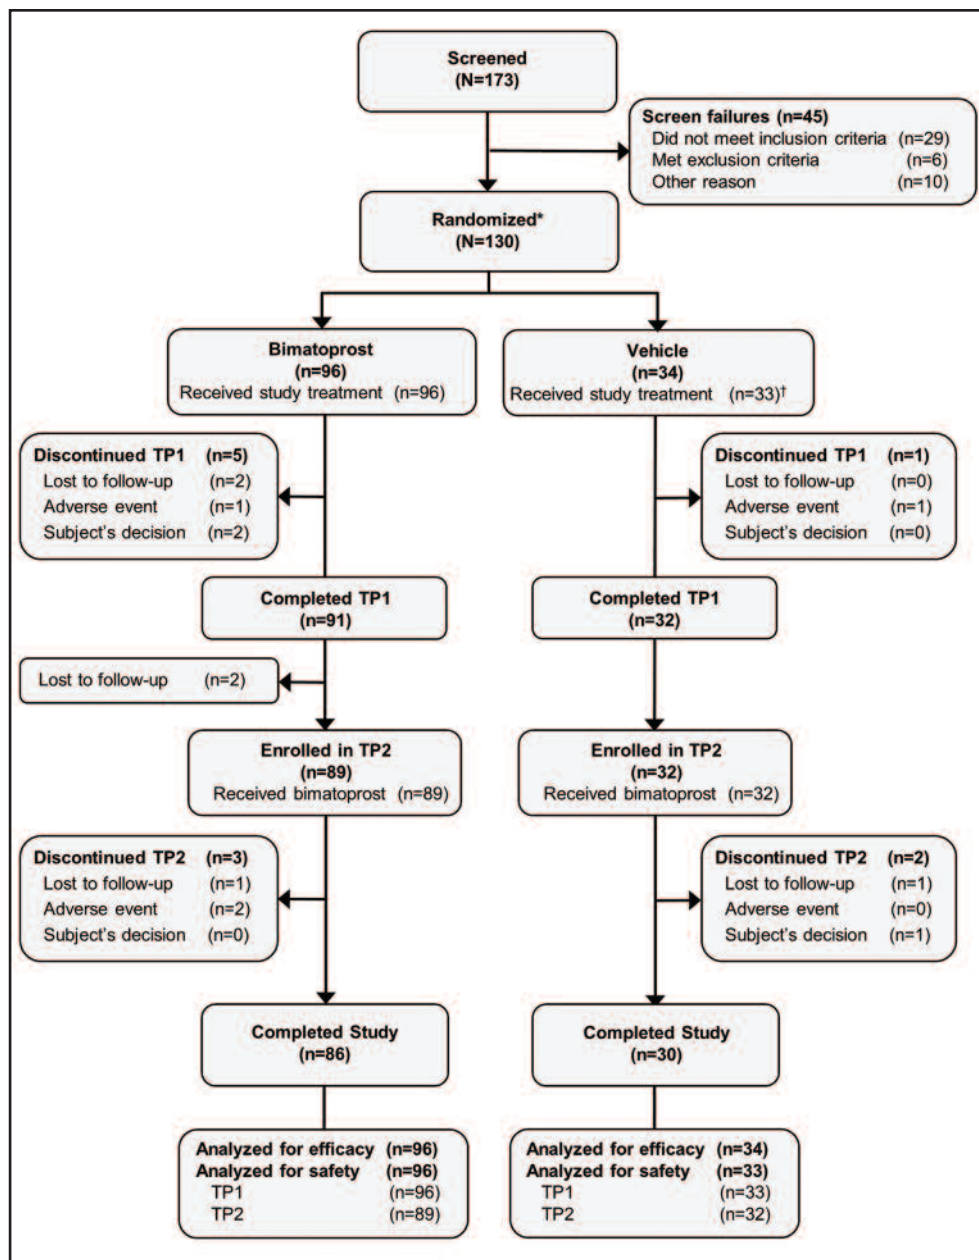 Screened
(N=173)
Screen failures (n=45)
Did not meet inclusion criteria (n=29)
Met exclusion criteria (n=6)
Other reason (n=10)
Randomized*
(N=130)
Bimatoprost
(n=96)
Received study treatment (n=96)
Vehicle
(n=34)
Received study treatment (n=33)†
Discontinued TP1 (n=5)
Lost to follow-up (n=2)
Adverse event (n=1)
Subject's decision (n=2)
Discontinued TP1 (n=1)
Lost to follow-up (n=0)
Adverse event (n=1)
Subject's decision (n=0)
Completed TP1
(n=91)
Completed TP1
(n=32)
Lost to follow-up (n=2)
Enrolled in TP2
(n=89)
Received bimatoprost (n=89)
Enrolled in TP2
(n=32)
Received bimatoprost (n=32)
Discontinued TP2 (n=3)
Lost to follow-up (n=1)
Adverse event (n=2)
Subject's decision (n=0)
Discontinued TP2 (n=2)
Lost to follow-up (n=1)
Adverse event (n=0)
Subject's decision (n=1)
Completed Study
(n=86)
Completed Study
(n=30)
Analyzed for efficacy (n=96)
Analyzed for safety (n=96)
TP1 (n=96)
TP2 (n=89)
Analyzed for efficacy (n=34)
Analyzed for safety (n=33)
TP1 (n=33)
TP2 (n=32)